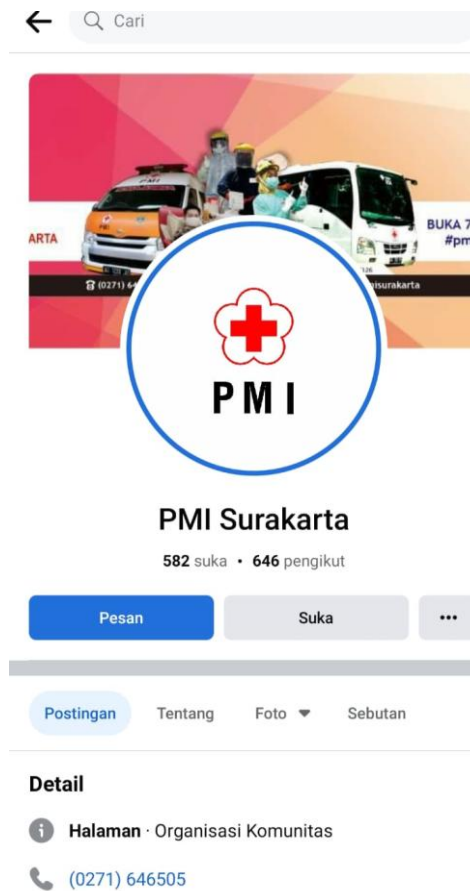 Cari
PMI
ARTA
BUKA 7
#pm
(0271) 64
isurakarta
PMI
PMI Surakarta
582 suka • 646 pengikut
Pesan
Suka
Postingan
Tentang
Foto
Sebutan
Detail
Halaman · Organisasi Komunitas
(0271) 646505